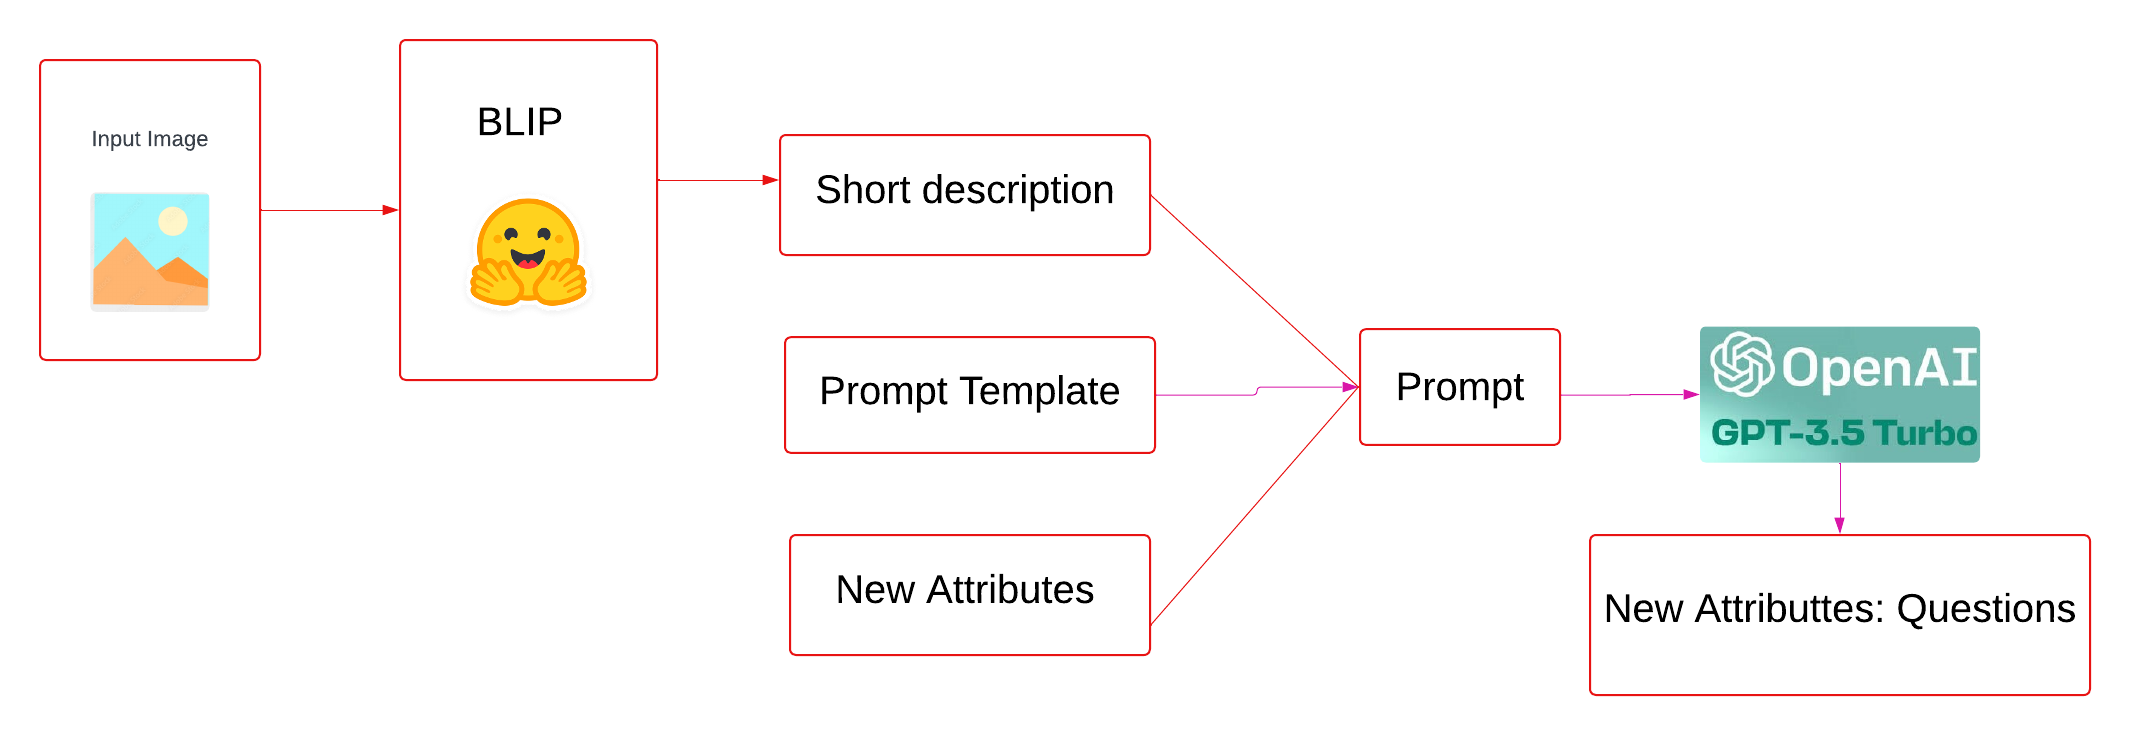 Input Image
BLIP
Short description
Prompt Template
New Attributes
Prompt
OpenAI
GPT-3.5 Turbo
New Attributtes: Questions